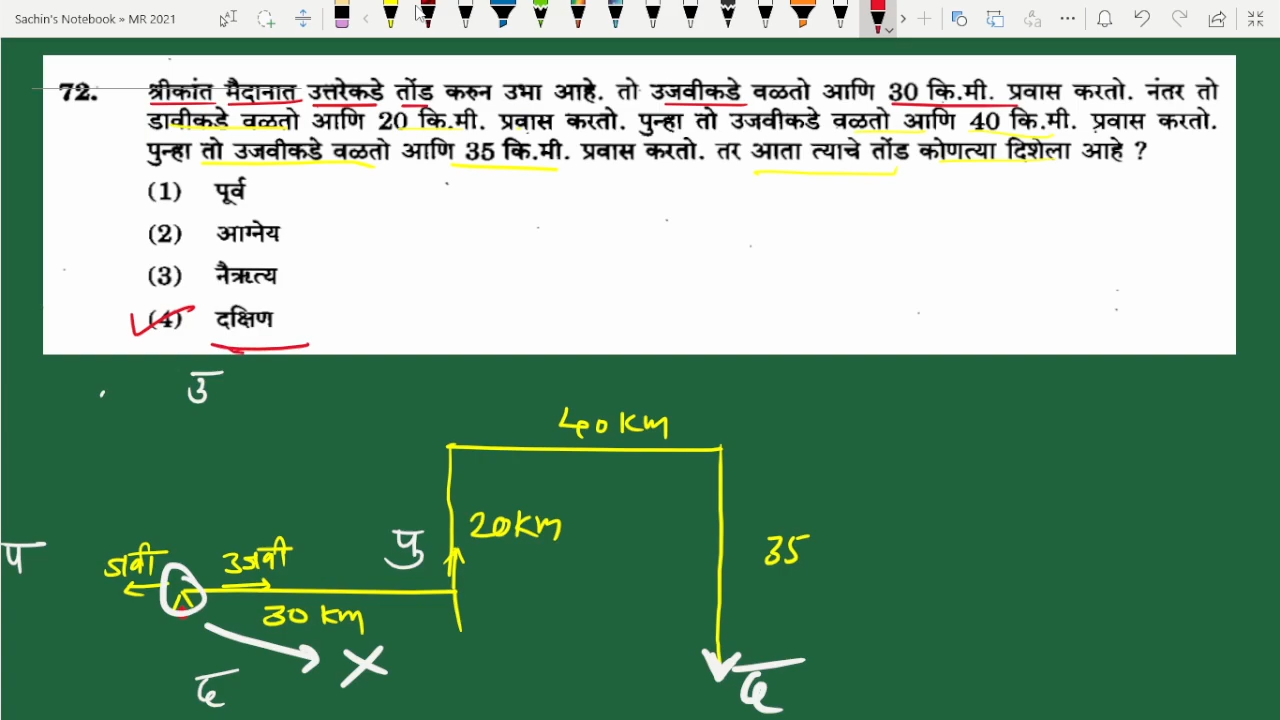 Sachin's Notebook » MR 2021
72. श्रीकांत मैदानात उत्तरेकडे तोंड करुन उभा आहे. तो उजवीकडे वळतो आणि 30 कि.मी. प्रवास करतो. नंतर तो
डावीकडे वळतो आणि 20 कि.मी. प्रवास करतो. पुन्हा तो उजवीकडे वळतो आणि 40 कि.मी. प्रवास करतो.
पुन्हा तो उजवीकडे वळतो आणि 35 कि.मी. प्रवास करतो. तर आता त्याचे तोंड कोणत्या दिशेला आहे ?
(1) पूर्व
(2) आग्नेय
(3) नैऋत्य
(4) दक्षिण
उ
40 KM
20KM
पु
प
डावी
उजवी
35
30 KM
द
द